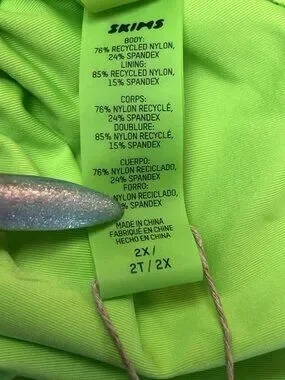 SKIMS
BODY:
76% RECYCLED NYLON,
24% SPANDEX
LINING:
85% RECYCLED NYLON,
15% SPANDEX
CORPS:
76% NYLON RECYCLÉ,
24% SPANDEX
DOUBLURE:
85% NYLON RECYCLÉ,
15% SPANDEX
CUERPO:
76% NYLON RECICLADO,
24% SPANDEX
FORRO:
NYLON RECICLADO,
% SPANDEX
MADE IN CHINA
FABRIQUÉ EN CHINE
HECHO EN CHINA
2X/
2T/2X